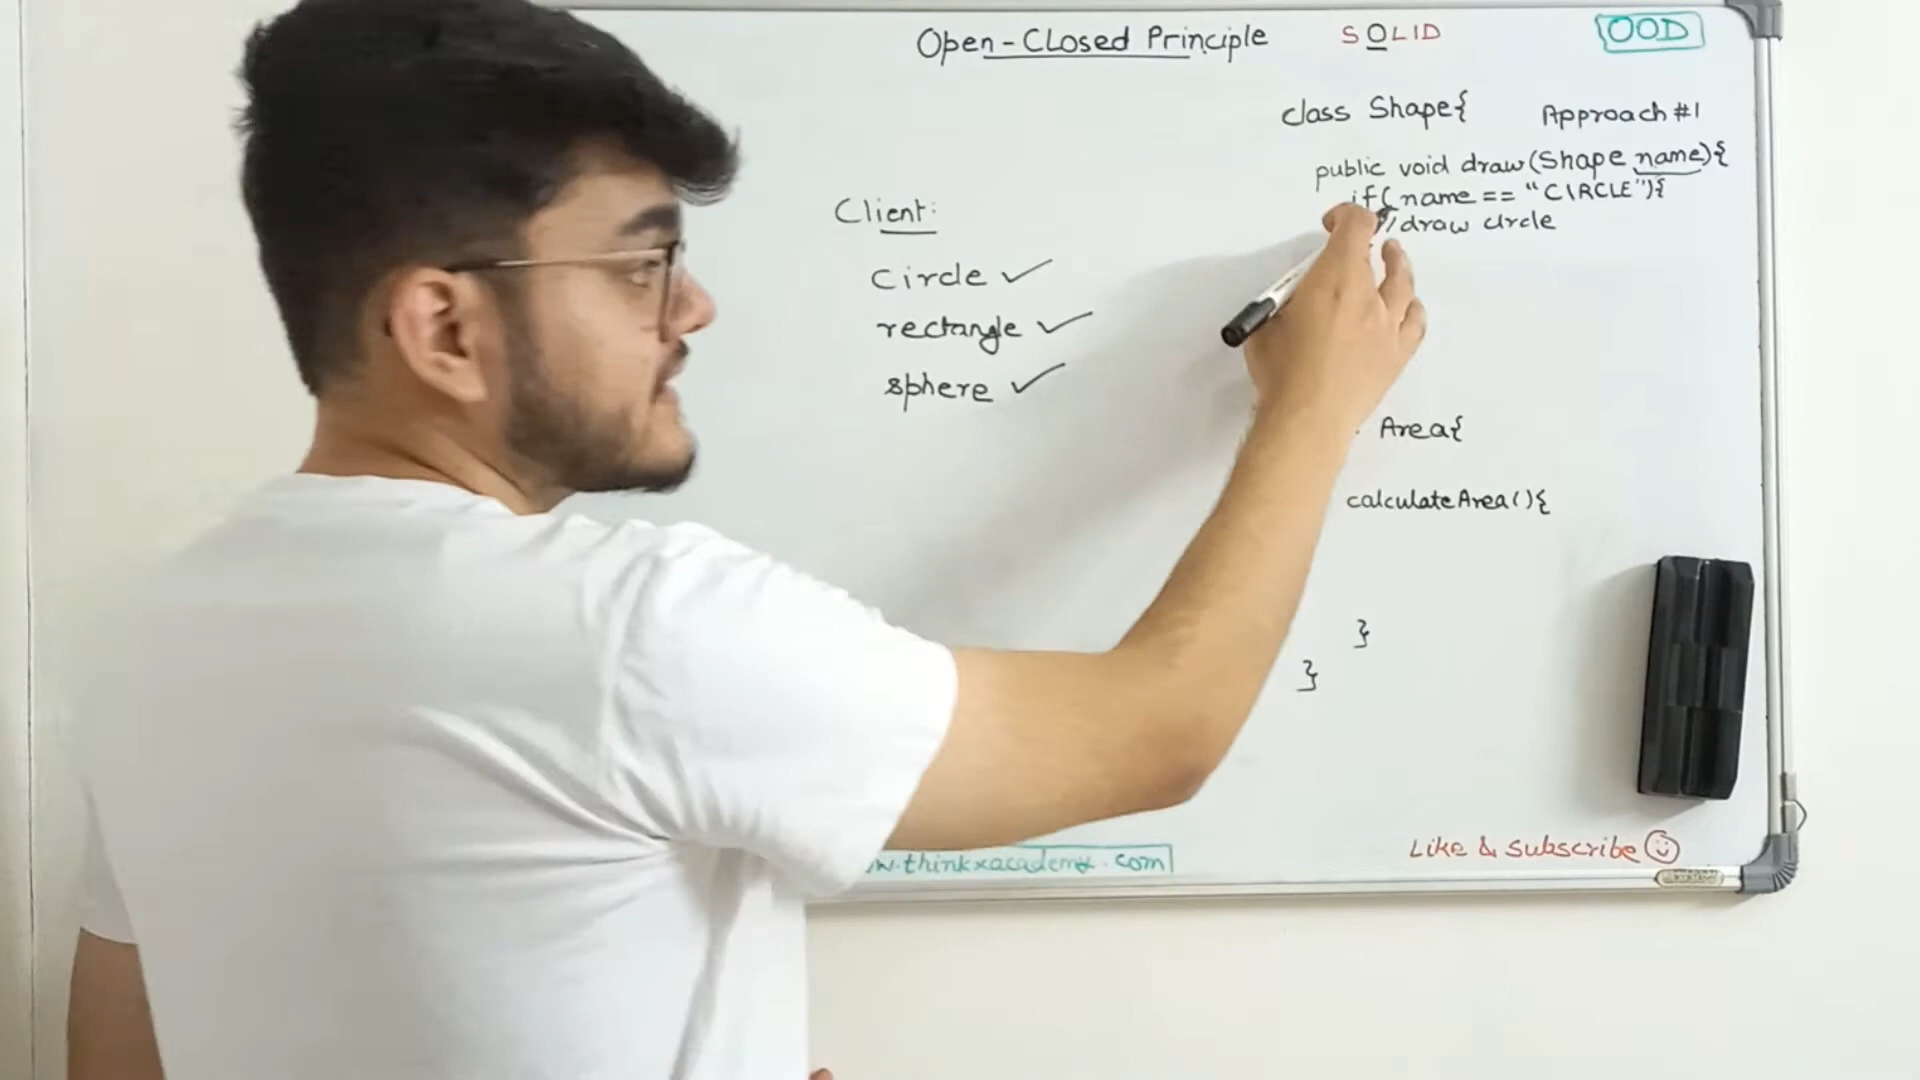 Open-Closed Principle SOLID OOD
class Shape{ Approach #1
public void draw(Shape name){
if(name == "CIRCLE"){
//draw circle
Client:
Circle ✓
rectangle ✓
sphere ✓
Area{
calculateArea(){
}
}
w.thinkxacademy.com
Like & subscribe